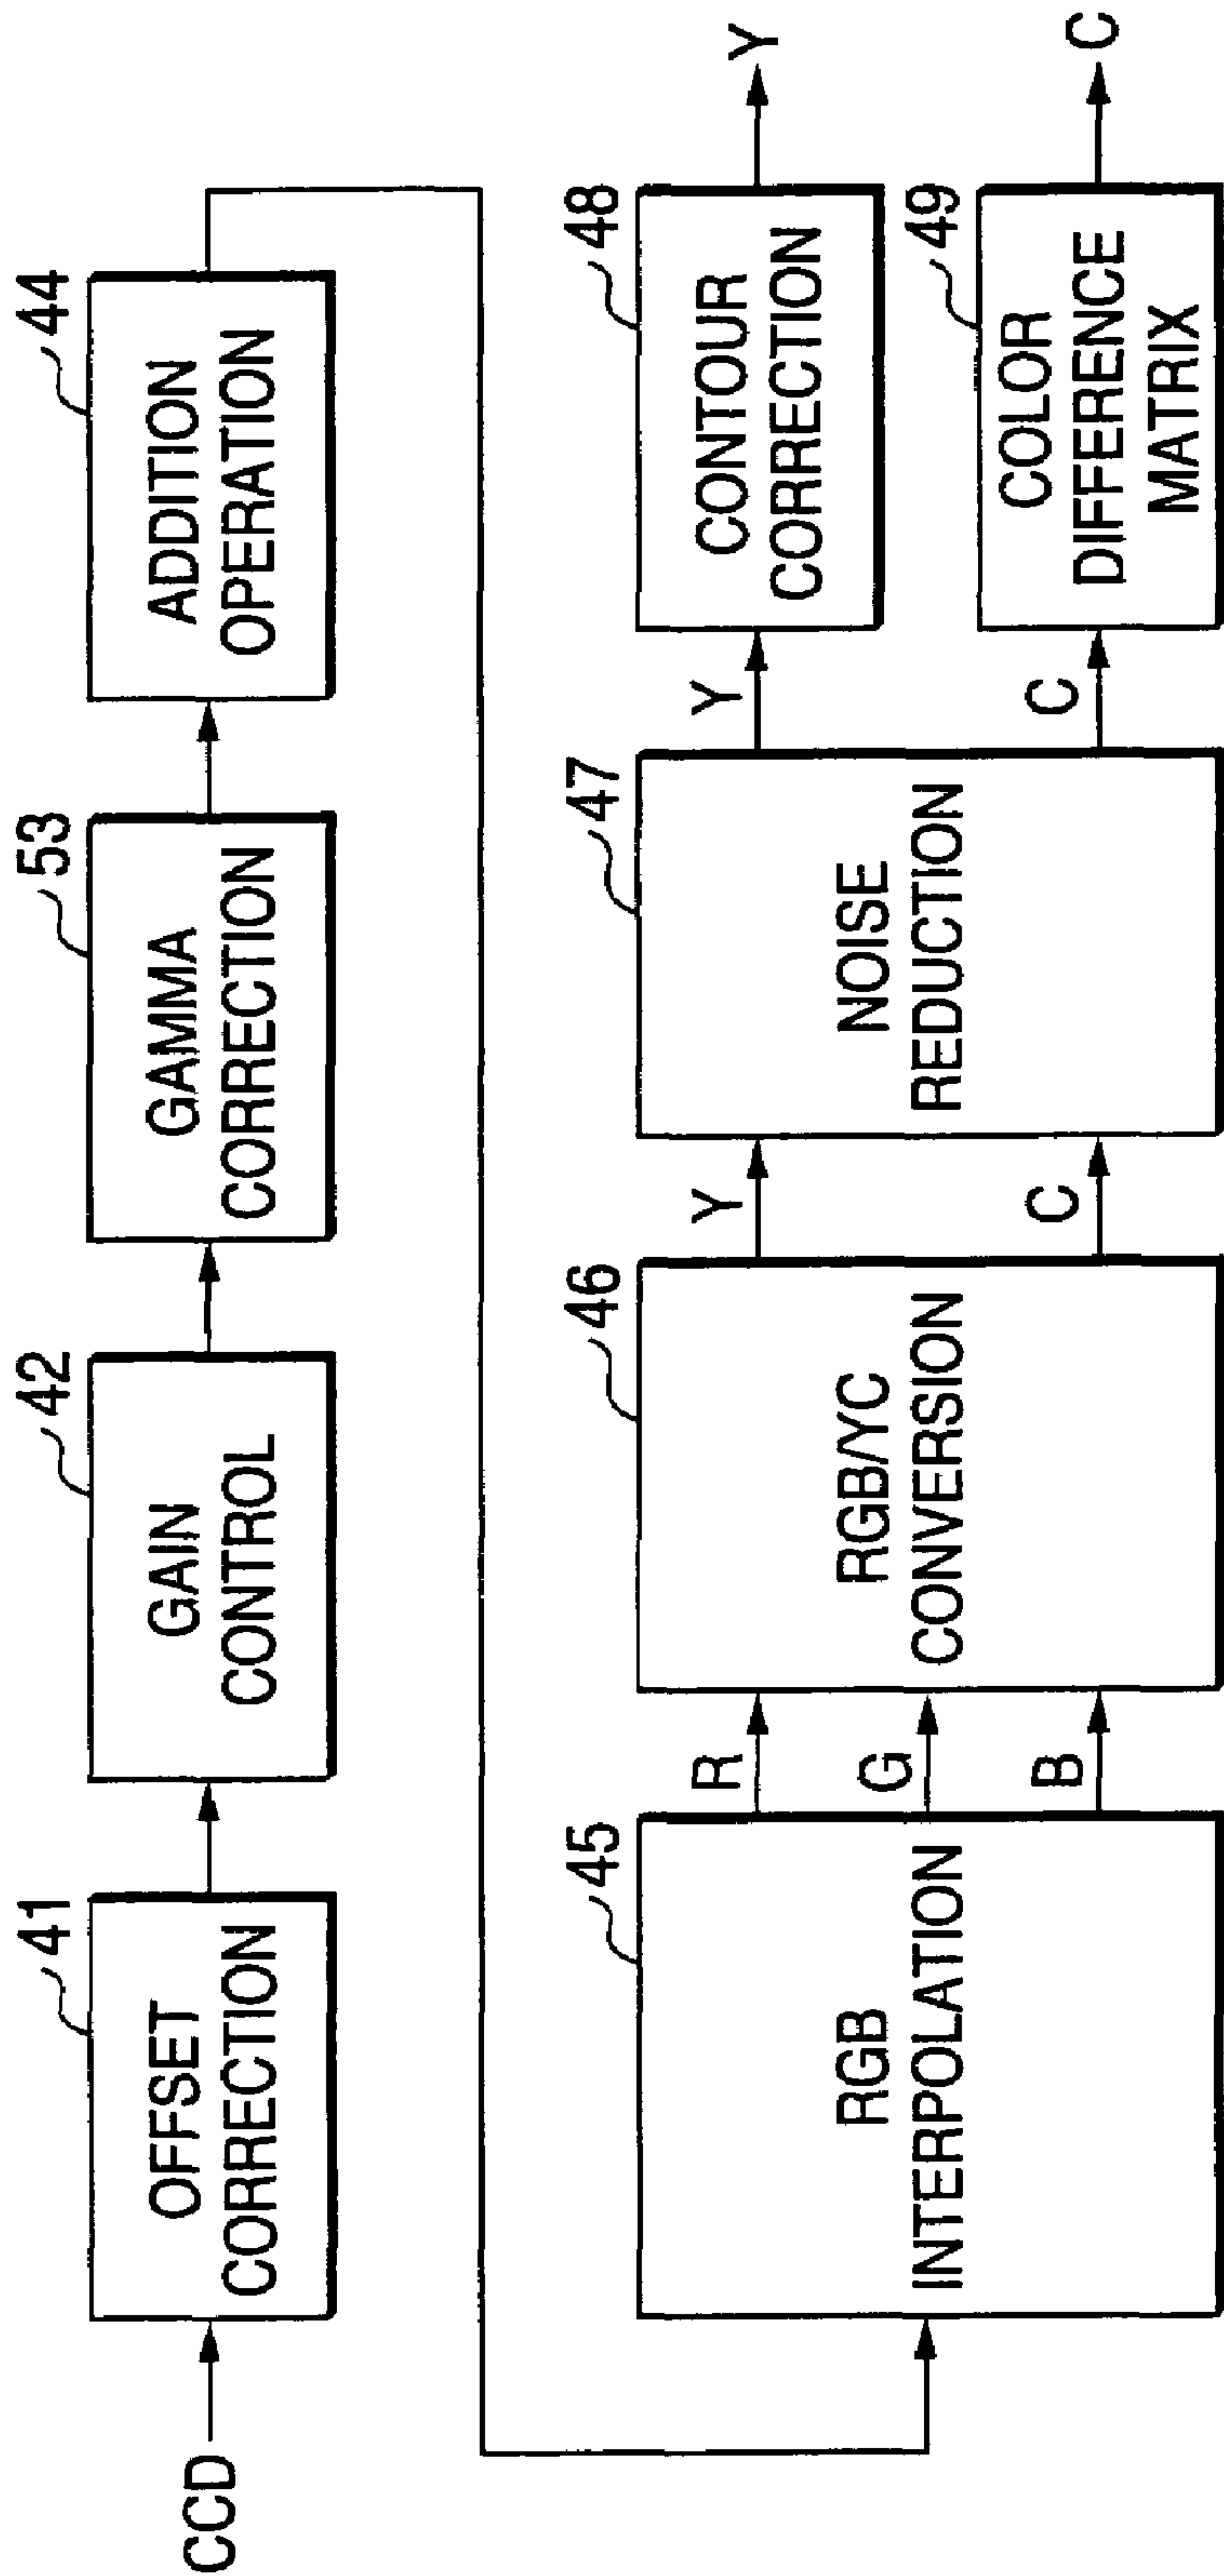 CCD
41
OFFSET
CORRECTION
42
GAIN
CONTROL
53
GAMMA
CORRECTION
44
ADDITION
OPERATION
45
RGB
INTERPOLATION
R
G
B
46
RGB/YC
CONVERSION
Y
C
47
NOISE
REDUCTION
Y
C
48
CONTOUR
CORRECTION
Y
49
COLOR
DIFFERENCE
MATRIX
C